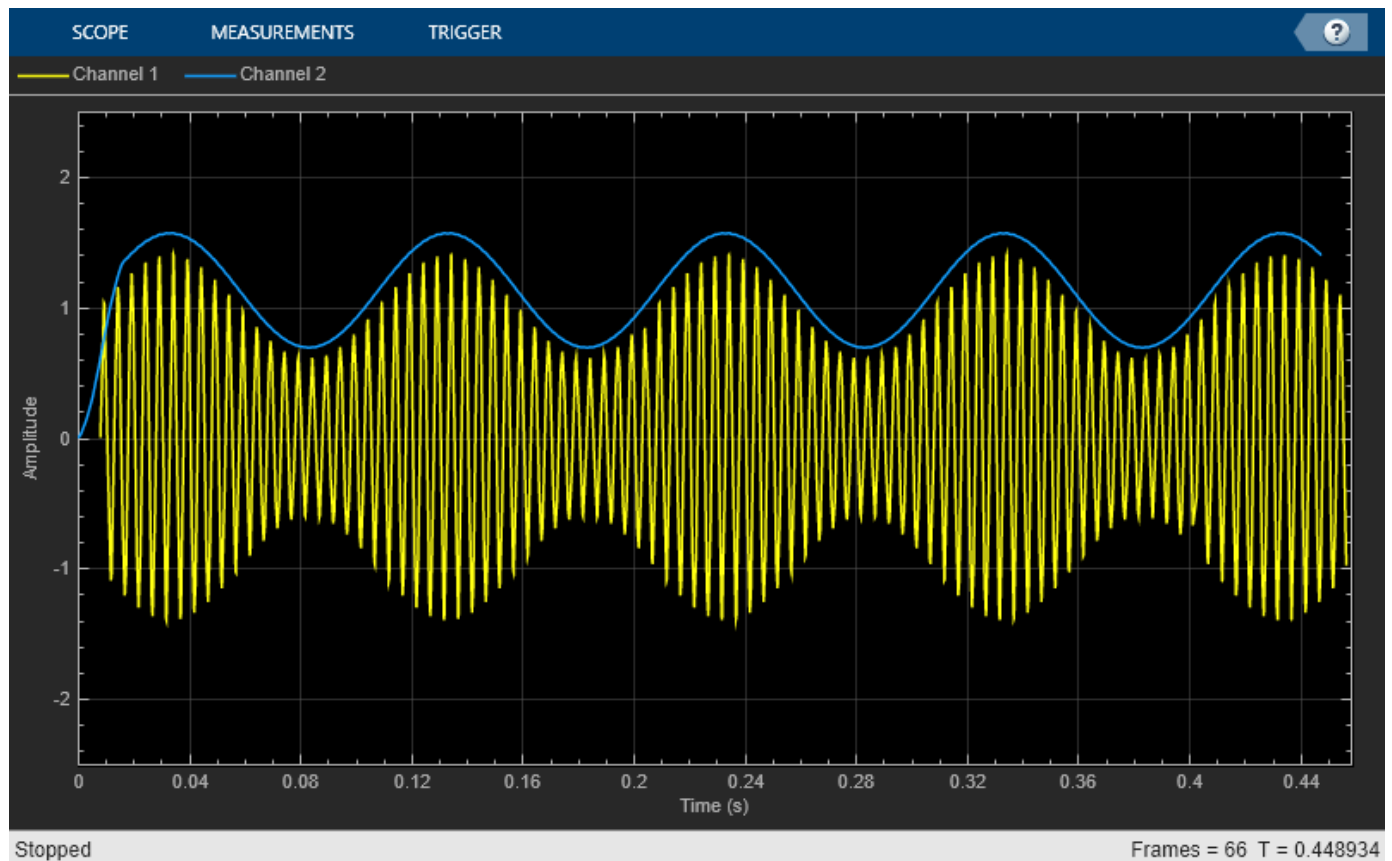 SCOPE MEASUREMENTS TRIGGER ?
Channel 1 Channel 2
2
1
0
-1
-2
Amplitude
0 0.04 0.08 0.12 0.16 0.2 0.24 0.28 0.32 0.36 0.4 0.44
Time (s)
Stopped Frames = 66 T = 0.448934